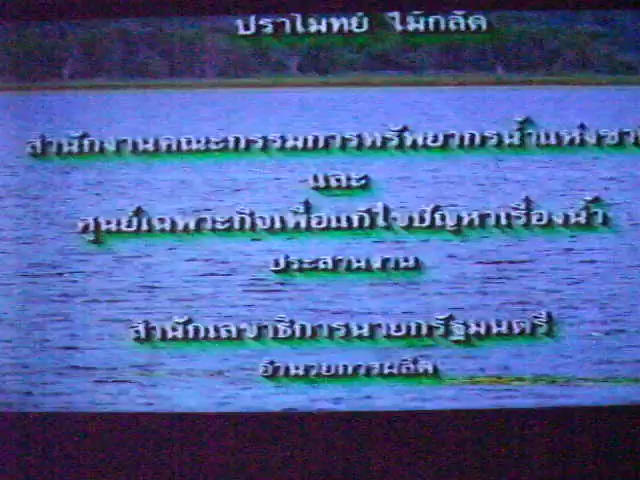 ปราโมทย์ ไม้กลัด
สำนักงานคณะกรรมการทรัพยากรน้ำแห่งชา
และ
ศูนย์เฉพาะกิจเพื่อแก้ไขปัญหาเรื่องน้ำ
ประสานงาน
สำนักเลขาธิการนายกรัฐมนตรี
อำนวยการผลิต